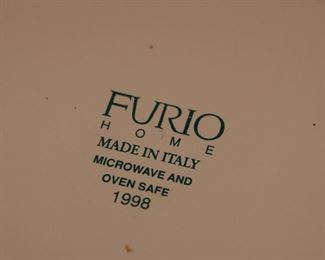 FURIO
HOME
MADE IN ITALY
MICROWAVE AND
OVEN SAFE
1998